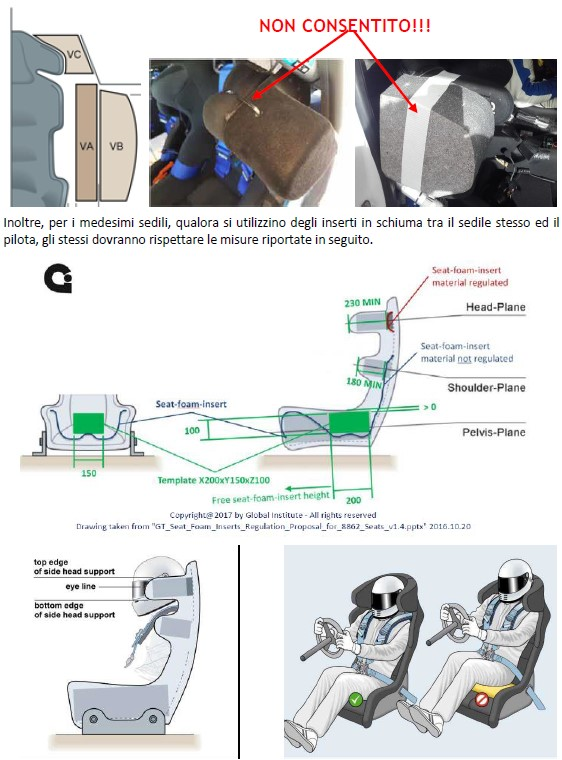 NON CONSENTITO!!!
VC
VA
VB
Inoltre, per i medesimi sedili, qualora si utilizzino degli inserti in schiuma tra il sedile stesso ed il
pilota, gli stessi dovranno rispettare le misure riportate in seguito.
Seat-foam-insert
material regulated
230 MIN
Head-Plane
Seat-foam-insert
material not regulated
180 MIN
Shoulder-Plane
Seat-foam-insert
> 0
100
Pelvis-Plane
150
Template X200xY150xZ100
Free seat-foam-insert height
200
Copyright@2017 by Global Institute - All rights reserved
Drawing taken from "GT_Seat_Foam_Inserts_Regulation_Proposal_for_8862_Seats_v1.4.pptx" 2016.10.20
top edge
of side head support
eye line
bottom edge
of side head support